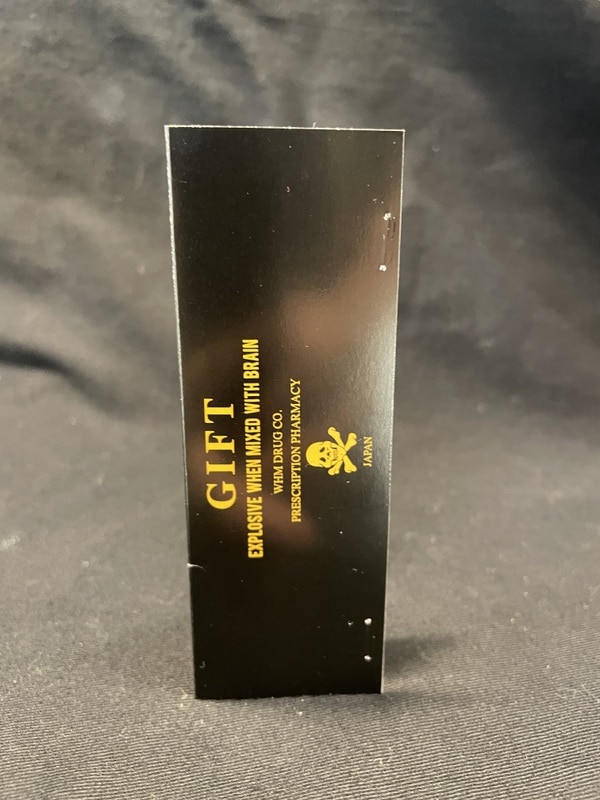 GIFT
EXPLOSIVE WHEN MIXED WITH BRAIN
WHM DRUG CO.
PRESCRIPTION PHARMACY
JAPAN